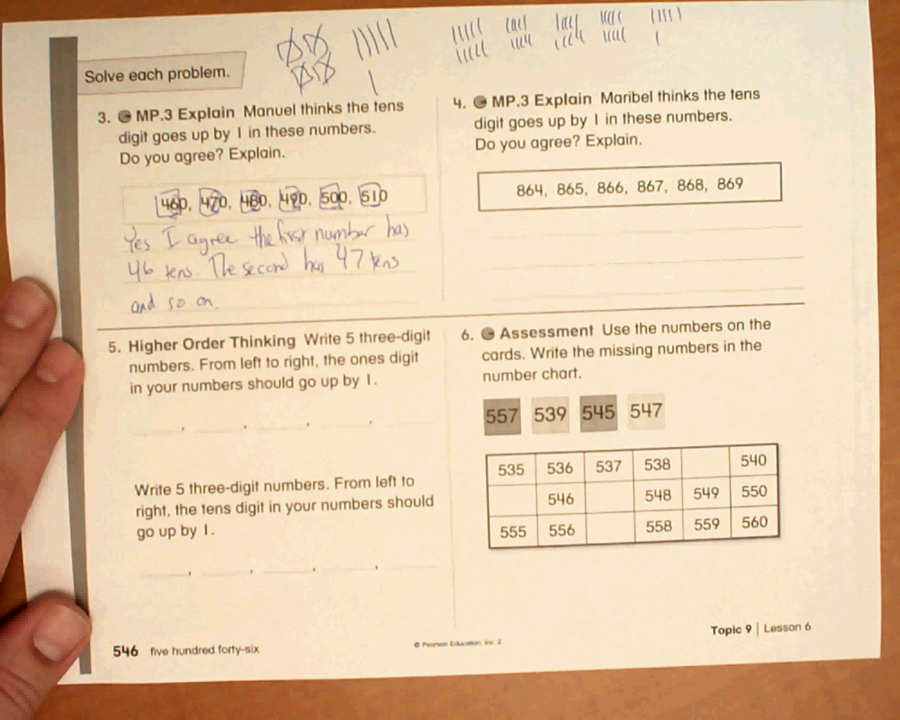 Solve each problem.
3. MP.3 Explain Manuel thinks the tens
digit goes up by 1 in these numbers.
Do you agree? Explain.
460, 470, 480, 490, 500, 510
Yes I agree the first number has
46 tens. The second has 47 tens
and so on.
4. MP.3 Explain Maribel thinks the tens
digit goes up by 1 in these numbers.
Do you agree? Explain.
864, 865, 866, 867, 868, 869
5. Higher Order Thinking Write 5 three-digit
numbers. From left to right, the ones digit
in your numbers should go up by 1.
Write 5 three-digit numbers. From left to
right, the tens digit in your numbers should
go up by 1.
6. Assessment Use the numbers on the
cards. Write the missing numbers in the
number chart.
557 539 545 547
535 536 537 538 540
546 548 549 550
555 556 558 559 560
546 five hundred forty-six
© Pearson Education, Inc. 2
Topic 9 | Lesson 6